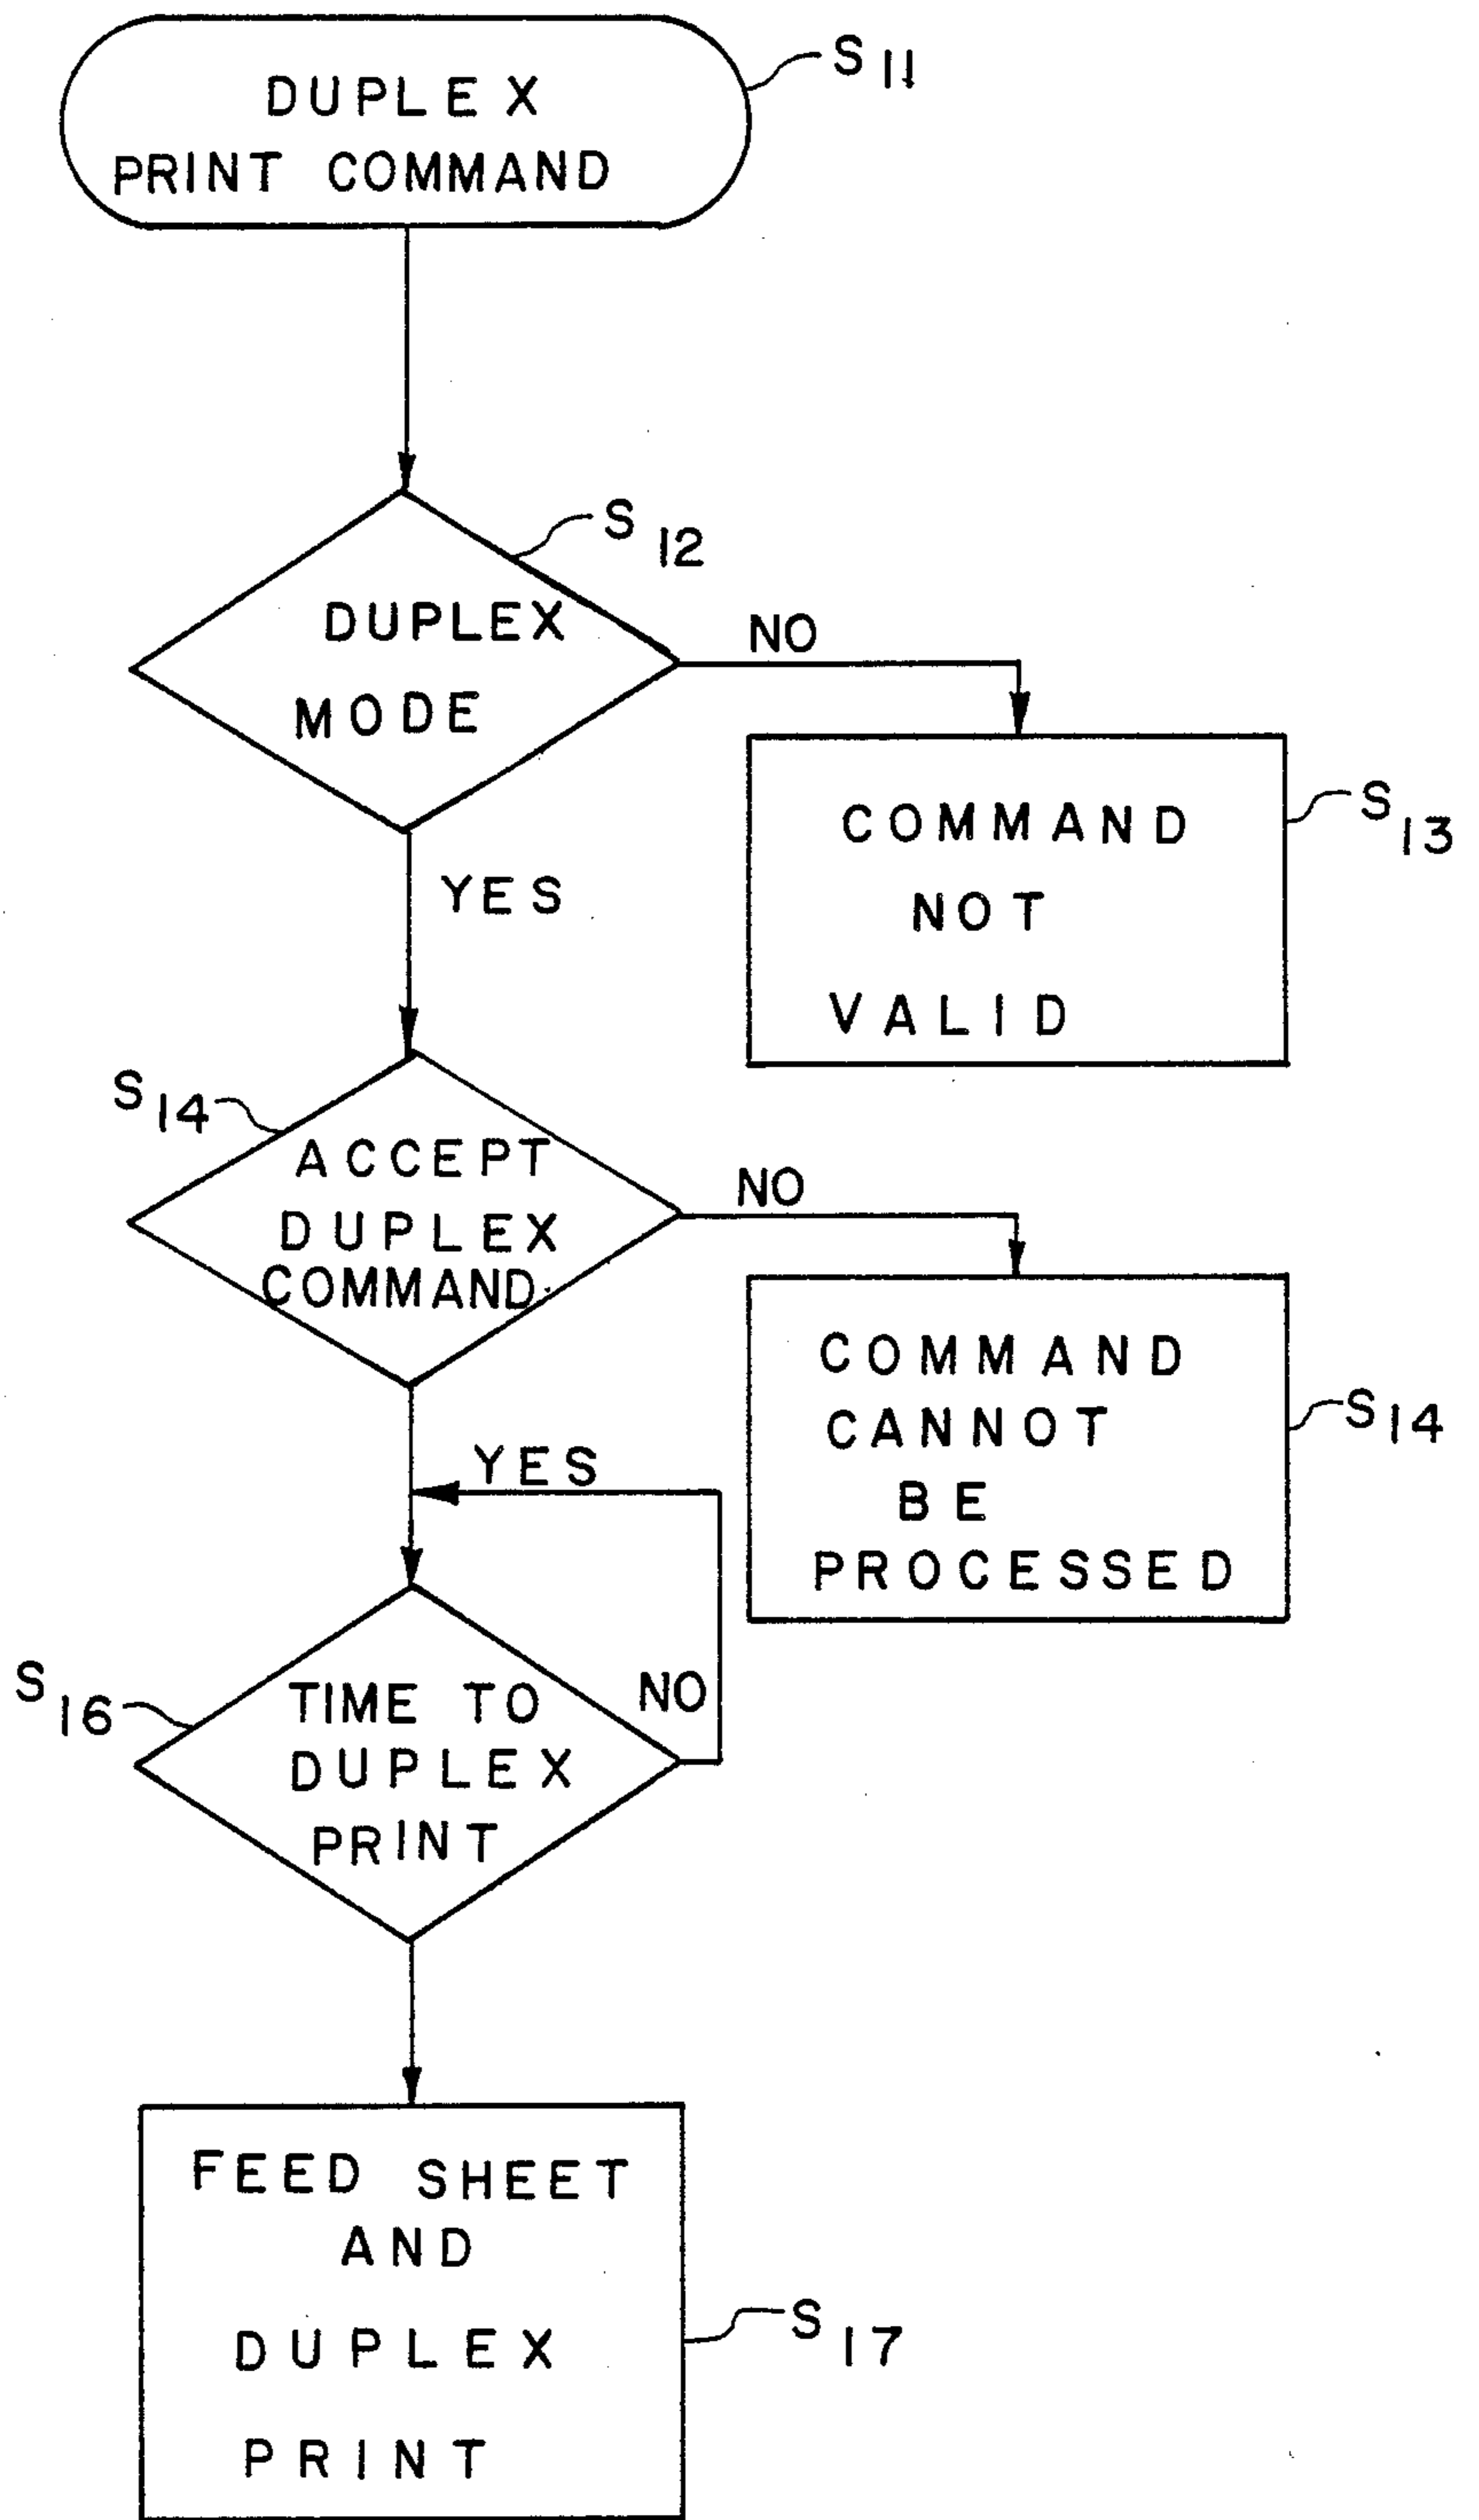 DUPLEX
PRINT COMMAND
S11
DUPLEX
MODE
S12
NO
COMMAND
NOT
VALID
S13
YES
S14
ACCEPT
DUPLEX
COMMAND
NO
COMMAND
CANNOT
BE
PROCESSED
S14
YES
S16
TIME TO
DUPLEX
PRINT
NO
FEED SHEET
AND
DUPLEX
PRINT
S17